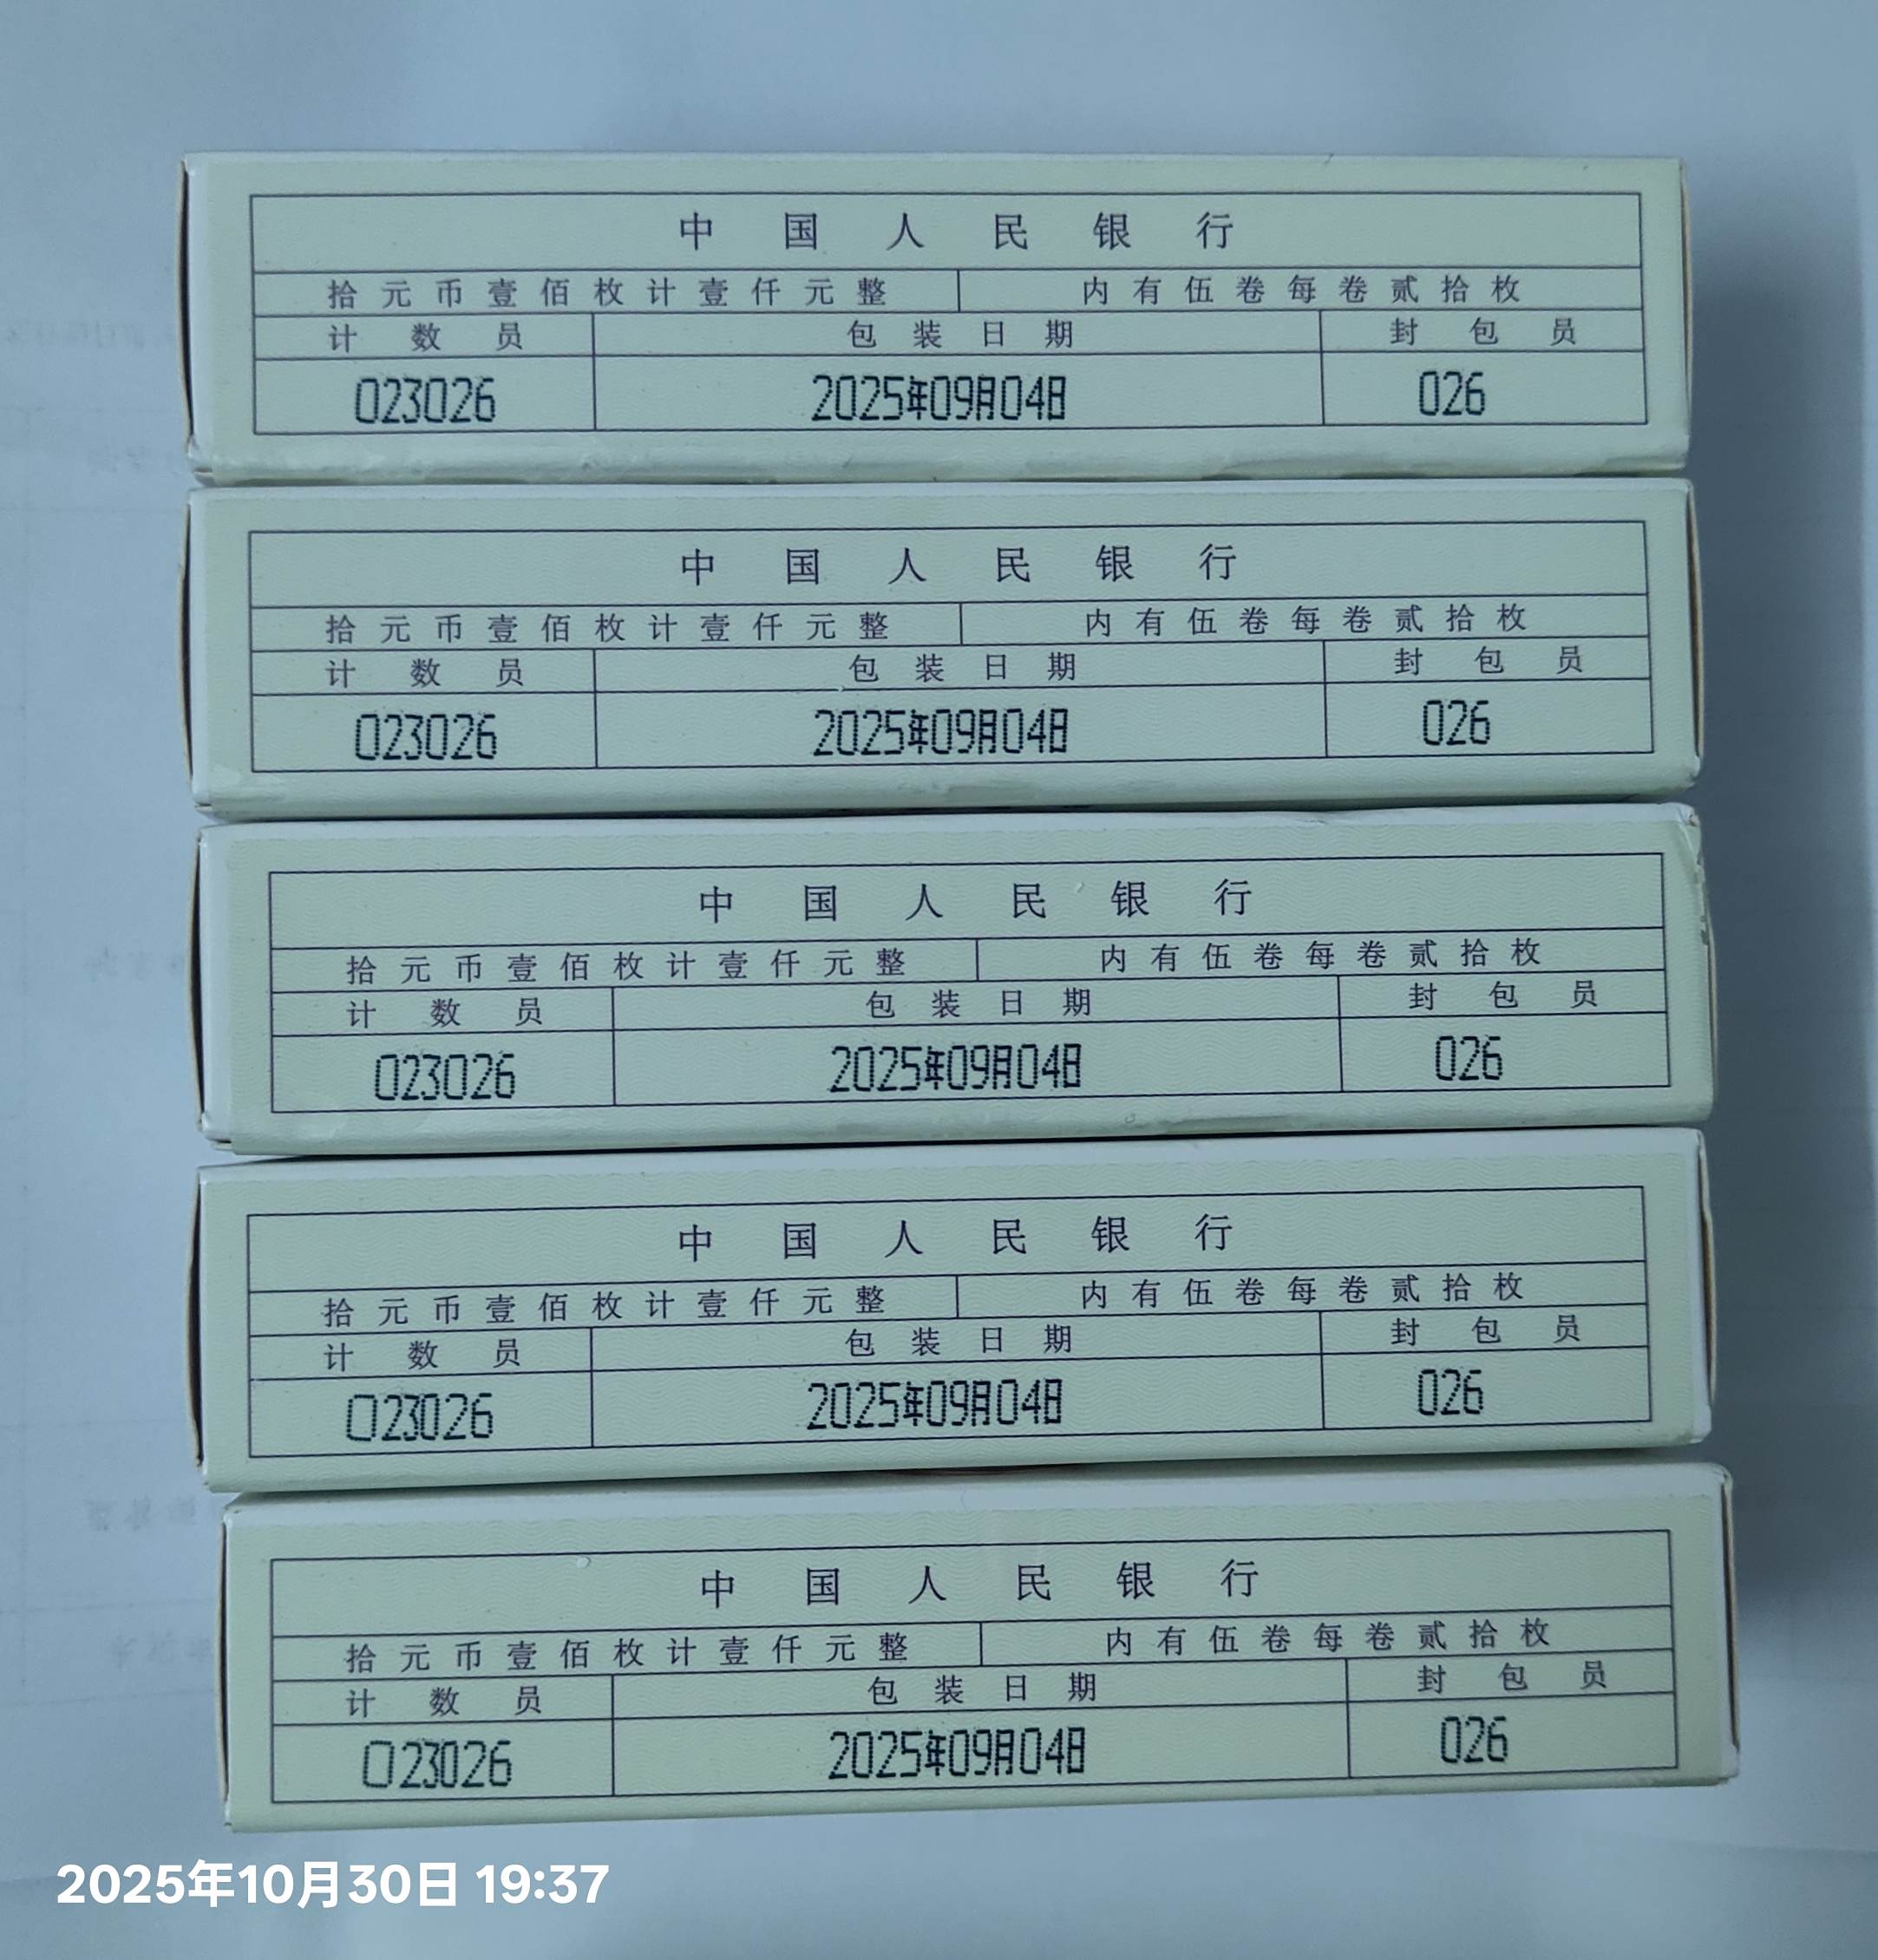 中国人民银行
拾元币壹佰枚计壹仟元整 内有伍卷每卷贰拾枚
计数员 包装日期 封包员
023026 2025年09月04日 026
中国人民银行
拾元币壹佰枚计壹仟元整 内有伍卷每卷贰拾枚
计数员 包装日期 封包员
023026 2025年09月04日 026
中国人民银行
拾元币壹佰枚计壹仟元整 内有伍卷每卷贰拾枚
计数员 包装日期 封包员
023026 2025年09月04日 026
中国人民银行
拾元币壹佰枚计壹仟元整 内有伍卷每卷贰拾枚
计数员 包装日期 封包员
023026 2025年09月04日 026
中国人民银行
拾元币壹佰枚计壹仟元整 内有伍卷每卷贰拾枚
计数员 包装日期 封包员
023026 2025年09月04日 026
2025年10月30日 19:37